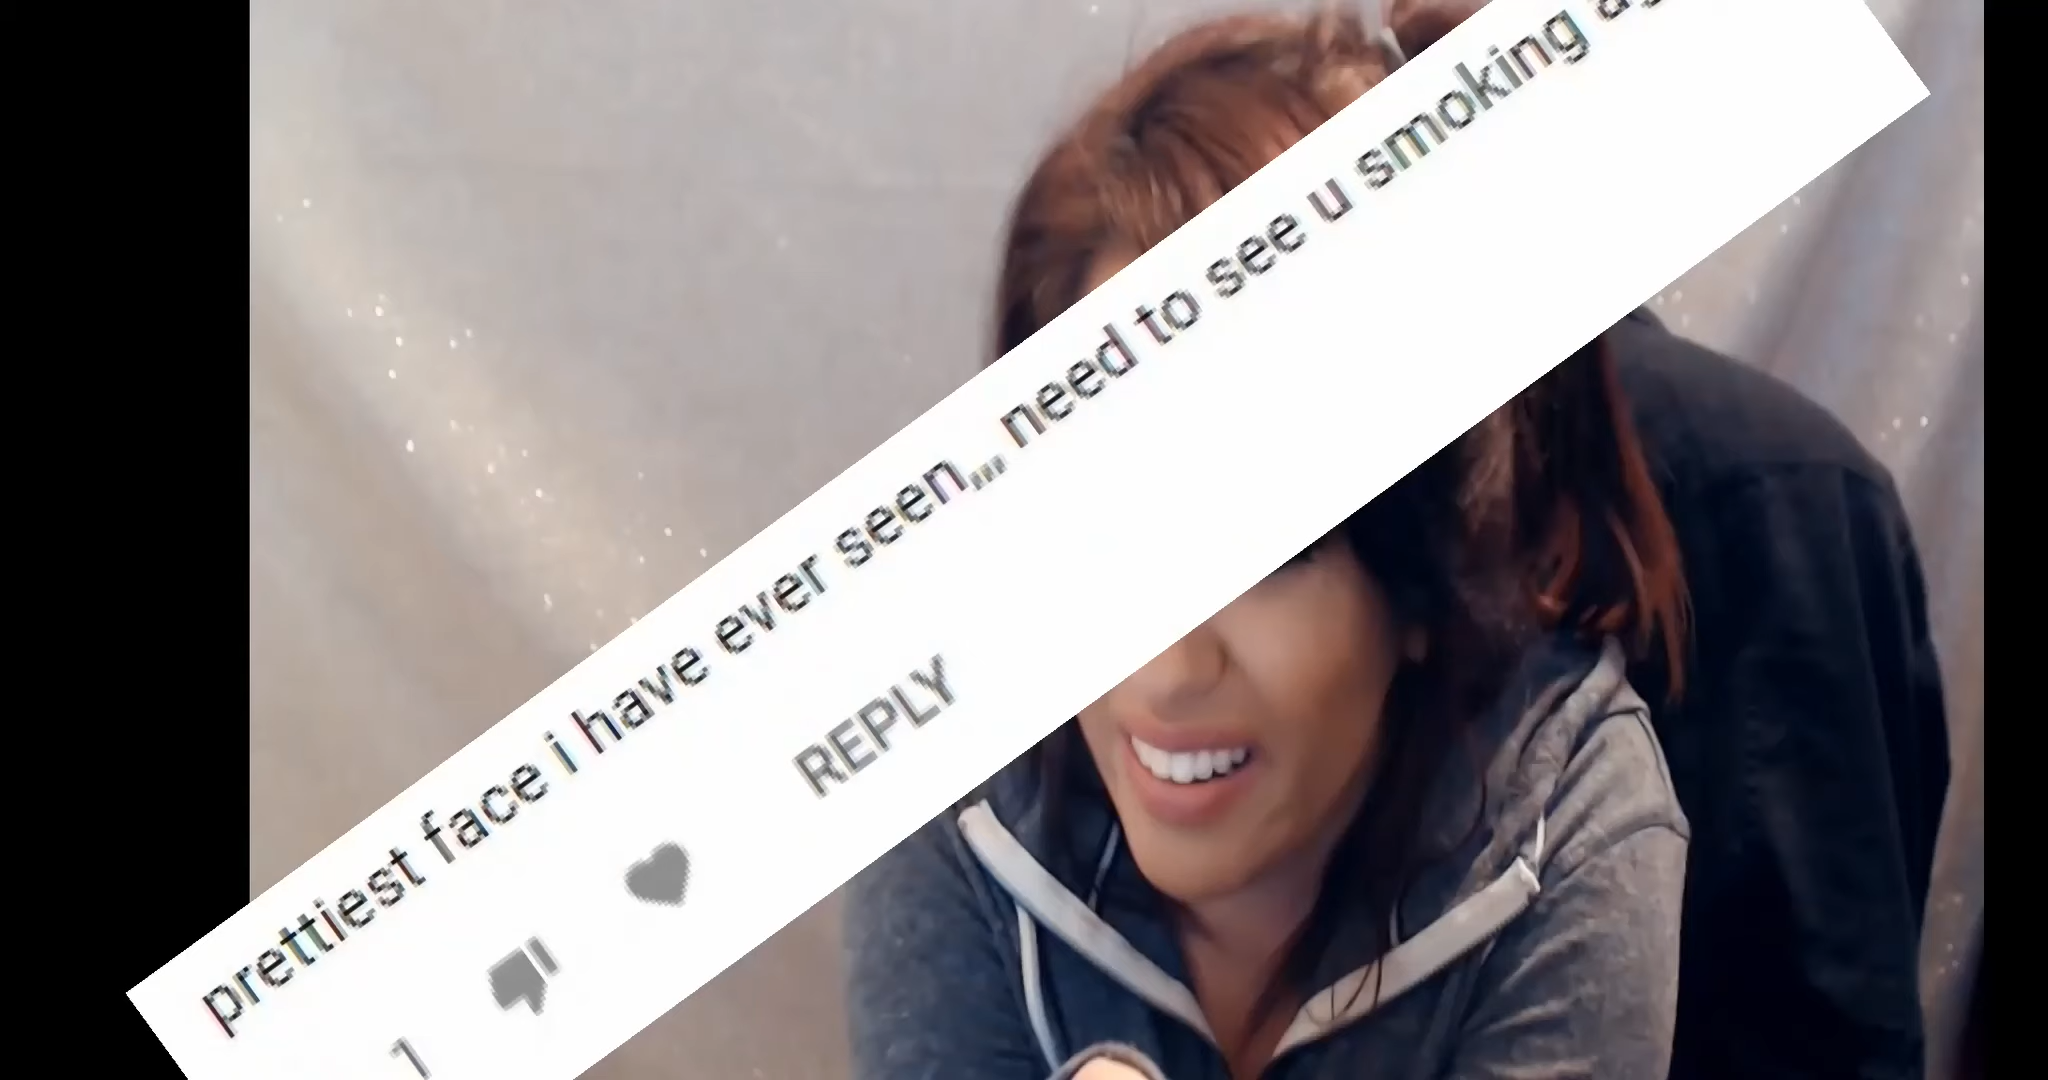 prettiest face i have ever seen,,, need to see u smoking
1 REPLY